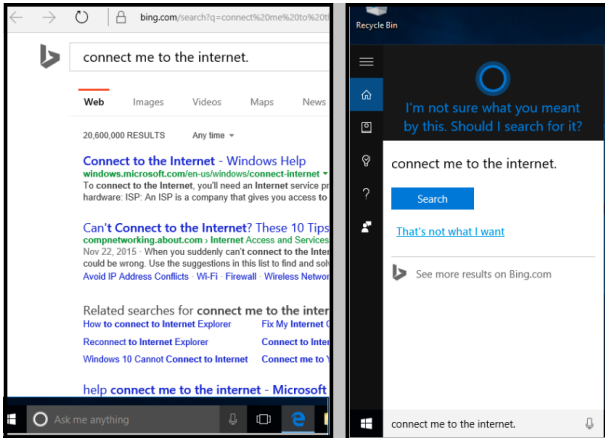 bing.com/search?q=connect%20me%20to%20t
connect me to the internet.
Web Images Videos Maps News
20,600,000 RESULTS Any time
Connect to the Internet - Windows Help
windows.microsoft.com/en-us/windows/connect-internet
To connect to the Internet, you'll need an Internet service pr
hardware: ISP: An ISP is a company that gives you access to
Can't Connect to the Internet? These 10 Tips
compnetworking.about.com › Internet Access and Services
Nov 22, 2015 · When you suddenly can't connect to the Inter
could be wrong. Use the suggestions in this list to find and solv
Avoid IP Address Conflicts · Wi-Fi · Firewall · Wireless Networ
Related searches for connect me to the inter
How to connect to Internet Explorer Fix My Internet
Reconnect to Internet Explorer Connect to Inter
Windows 10 Cannot Connect to Internet Connect me to
help connect me to the internet - Microsoft
Ask me anything
Recycle Bin
I'm not sure what you meant
by this. Should I search for it?
connect me to the internet.
Search
That's not what I want
See more results on Bing.com
connect me to the internet.